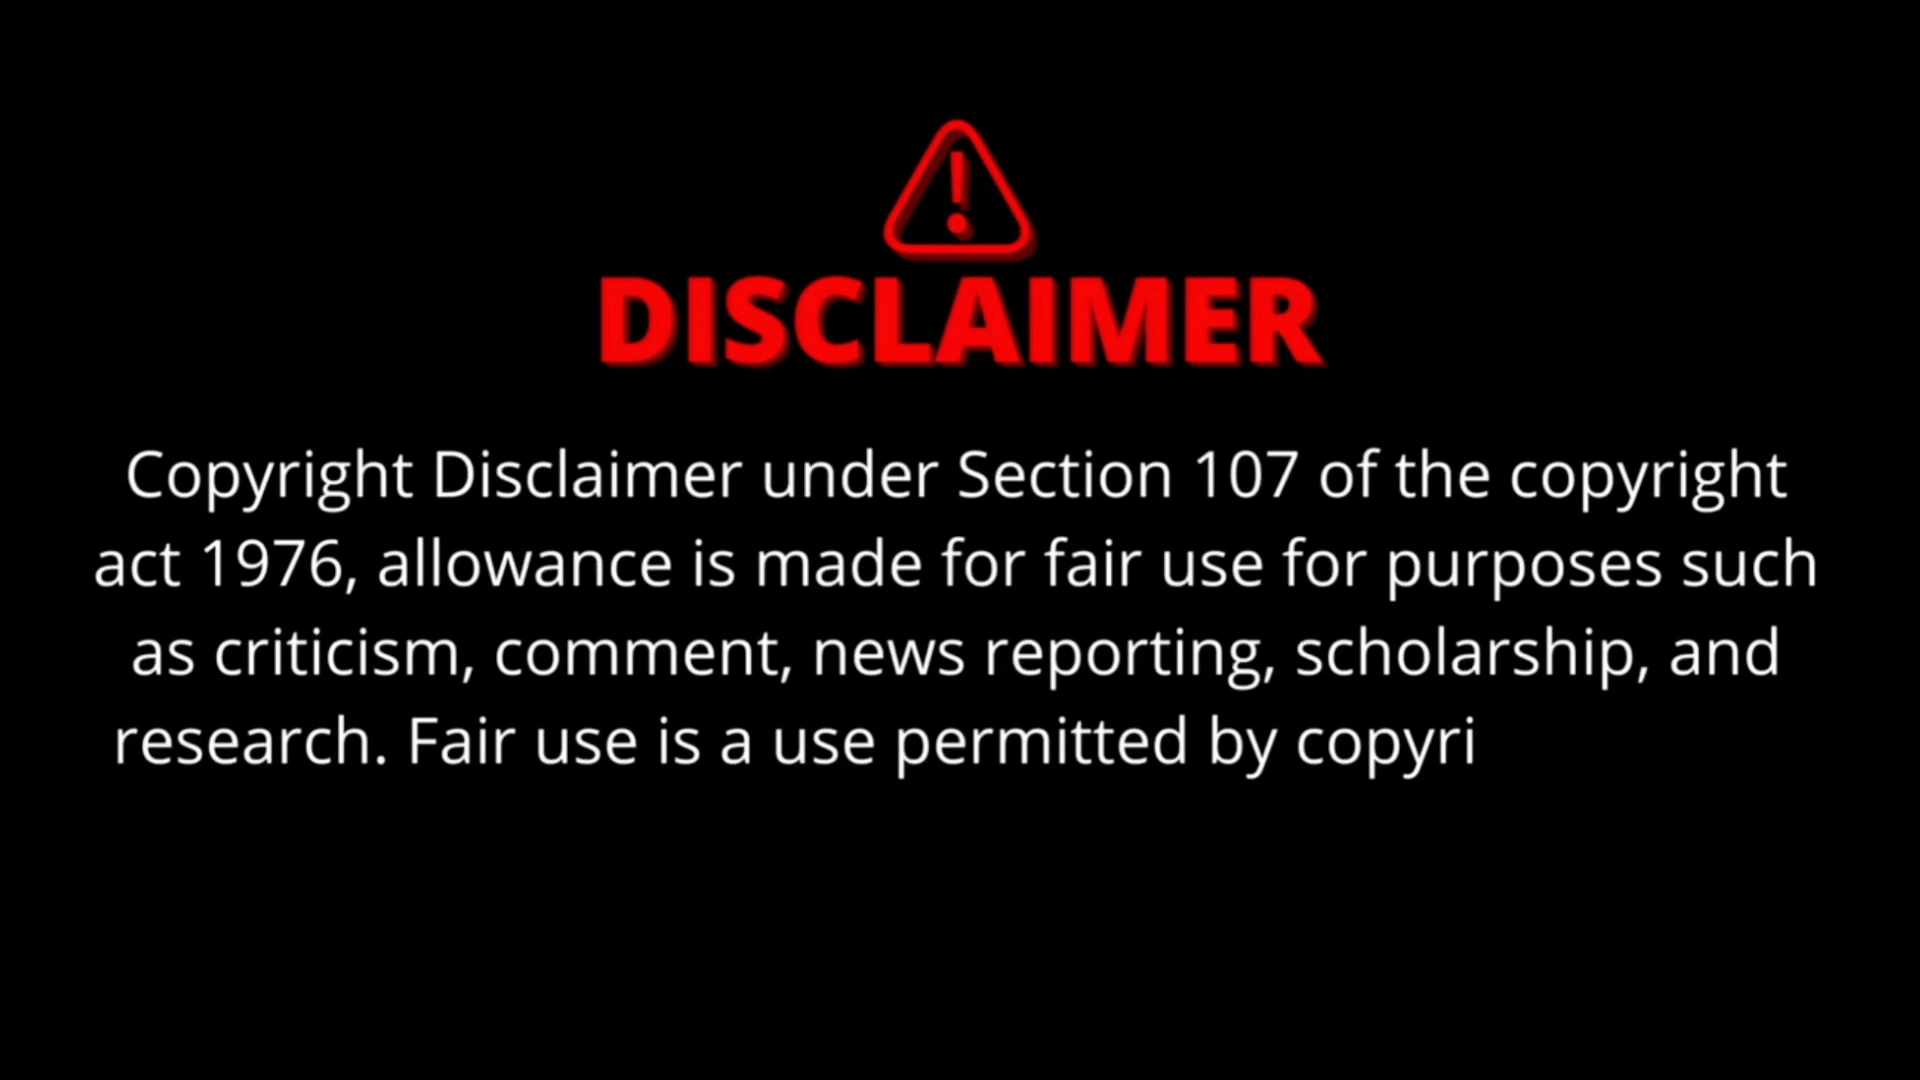 DISCLAIMER
Copyright Disclaimer under Section 107 of the copyright
act 1976, allowance is made for fair use for purposes such
as criticism, comment, news reporting, scholarship, and
research. Fair use is a use permitted by copyri